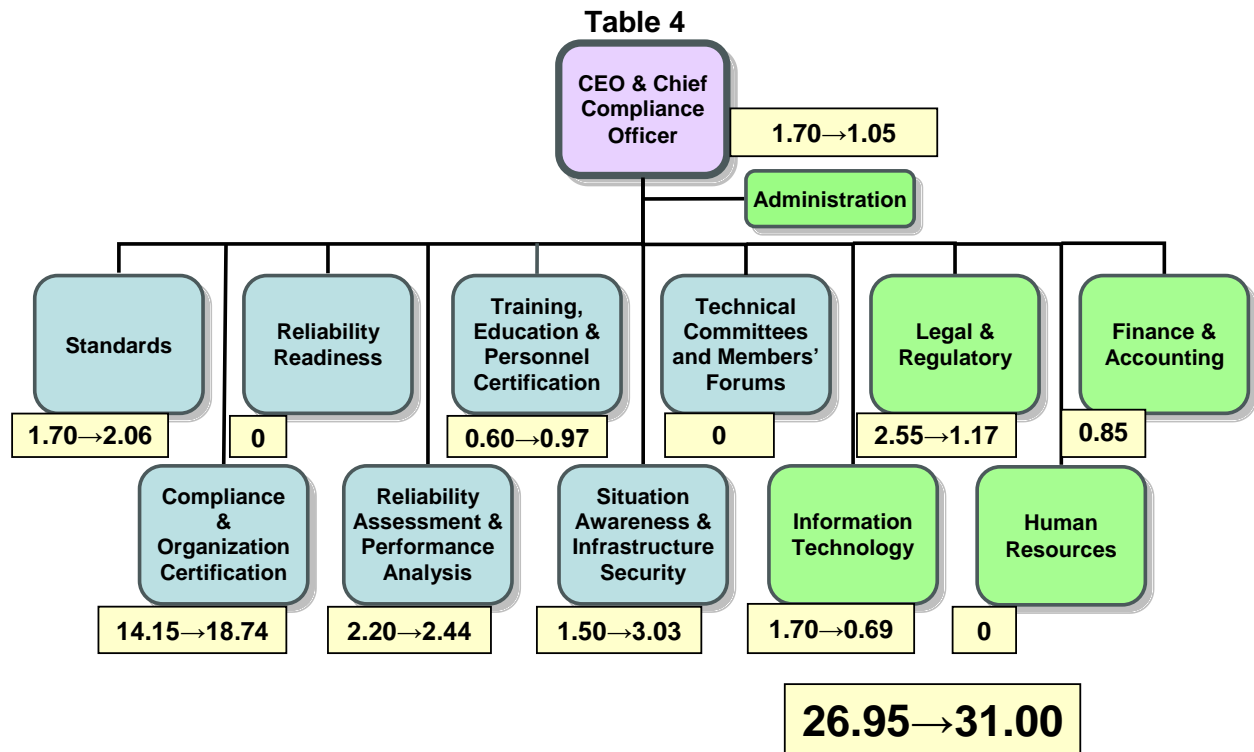 Table 4
CEO & Chief
Compliance
Officer
1.70→1.05
Administration
Standards
1.70→2.06
Reliability
Readiness
0
Training,
Education &
Personnel
Certification
0.60→0.97
Technical
Committees
and Members’
Forums
0
Legal &
Regulatory
2.55→1.17
Finance &
Accounting
0.85
Compliance
&
Organization
Certification
14.15→18.74
Reliability
Assessment &
Performance
Analysis
2.20→2.44
Situation
Awareness &
Infrastructure
Security
1.50→3.03
Information
Technology
1.70→0.69
Human
Resources
0
26.95→31.00